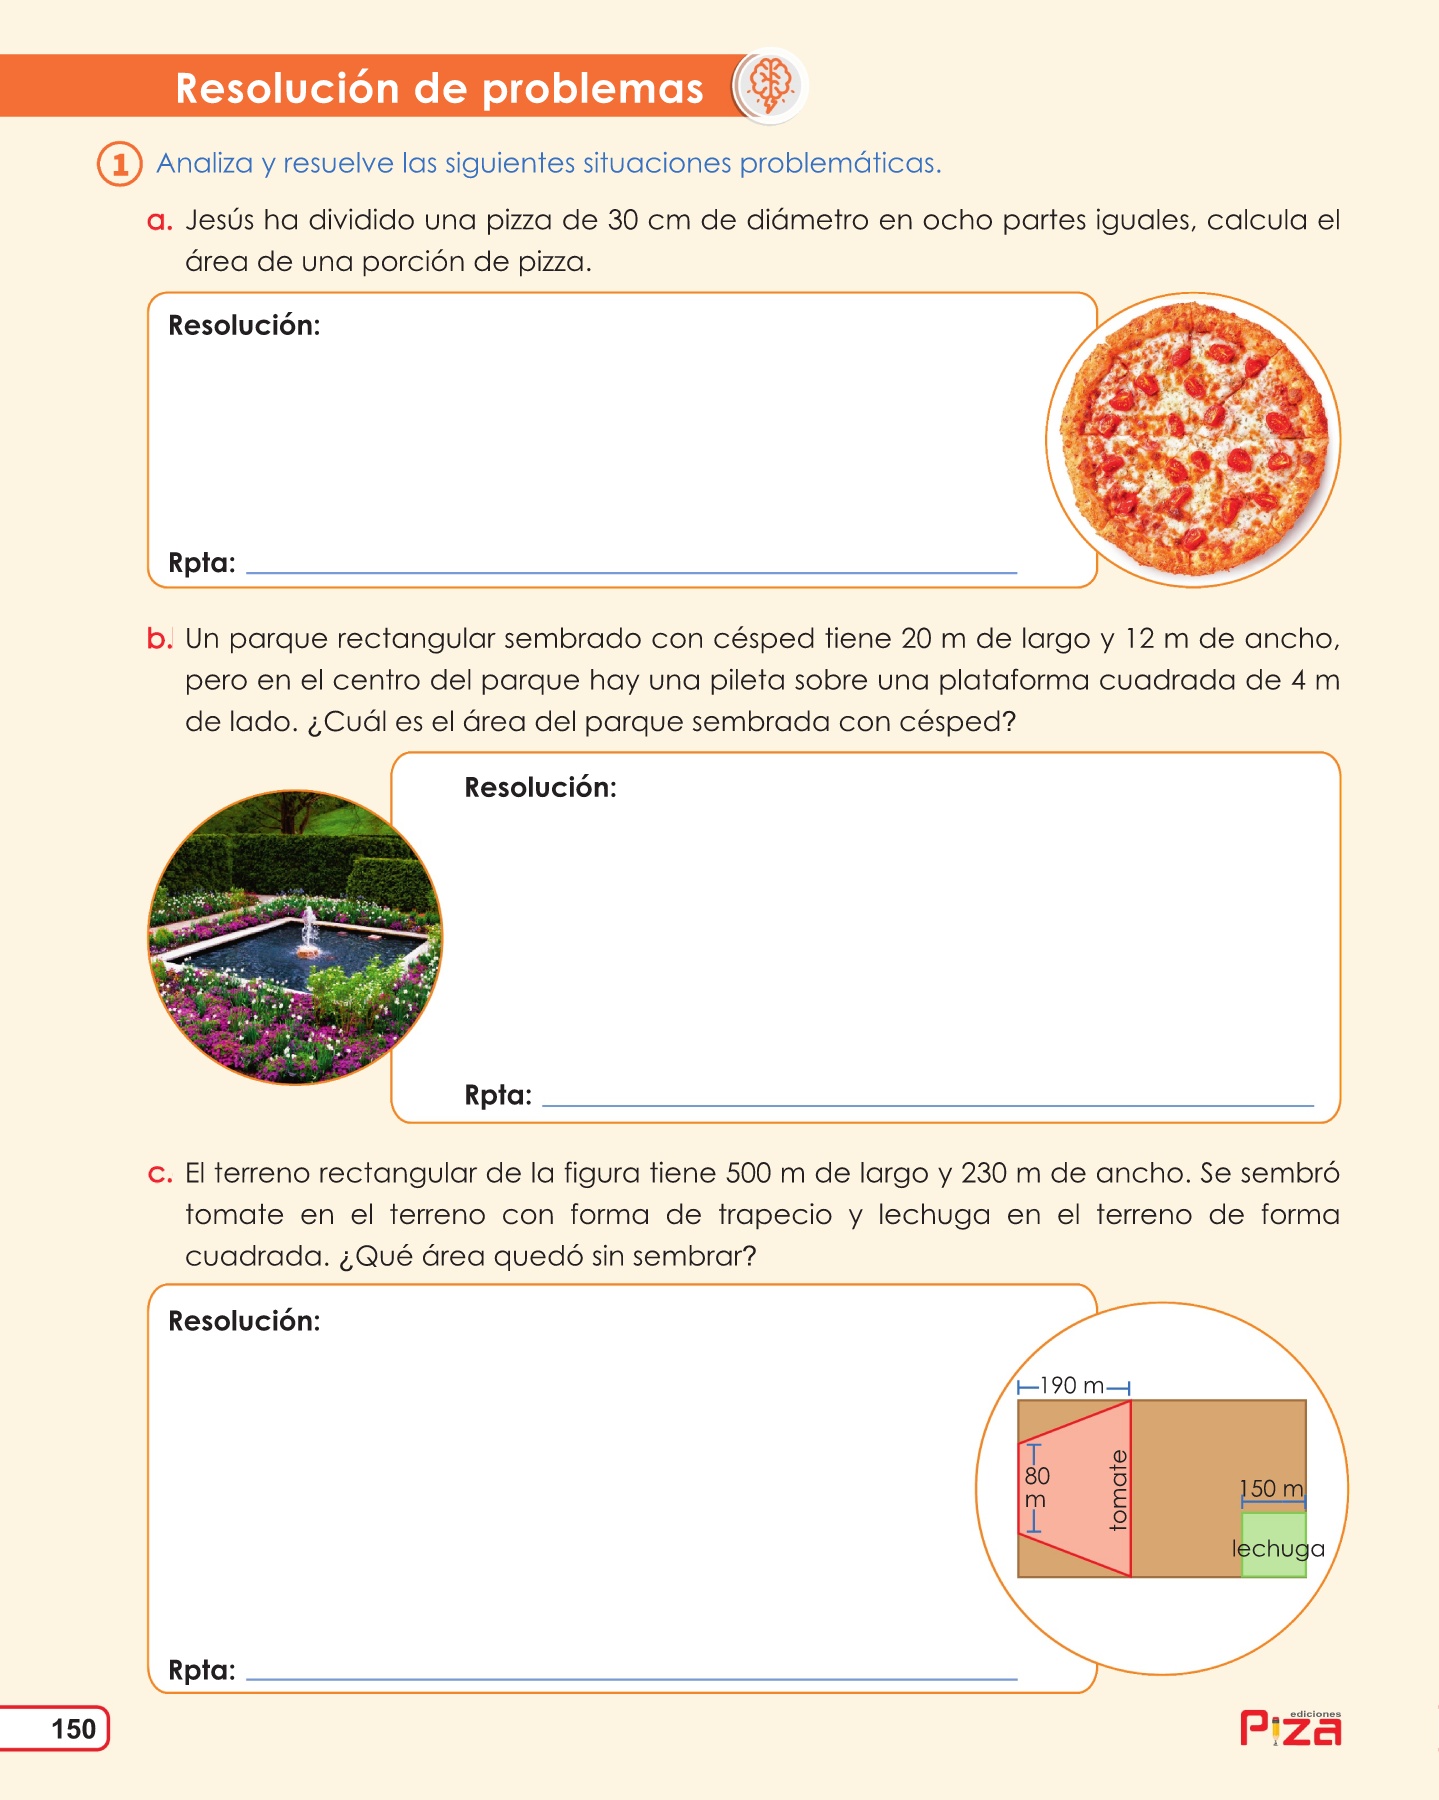 Resolución de problemas
1 Analiza y resuelve las siguientes situaciones problemáticas.
a. Jesús ha dividido una pizza de 30 cm de diámetro en ocho partes iguales, calcula el
área de una porción de pizza.
Resolución:
Rpta:
b. Un parque rectangular sembrado con césped tiene 20 m de largo y 12 m de ancho,
pero en el centro del parque hay una pileta sobre una plataforma cuadrada de 4 m
de lado. ¿Cuál es el área del parque sembrada con césped?
Resolución:
Rpta:
c. El terreno rectangular de la figura tiene 500 m de largo y 230 m de ancho. Se sembró
tomate en el terreno con forma de trapecio y lechuga en el terreno de forma
cuadrada. ¿Qué área quedó sin sembrar?
Resolución:
190 m
80
m
tomate
150 m
lechuga
Rpta:
150
ediciones
Piza